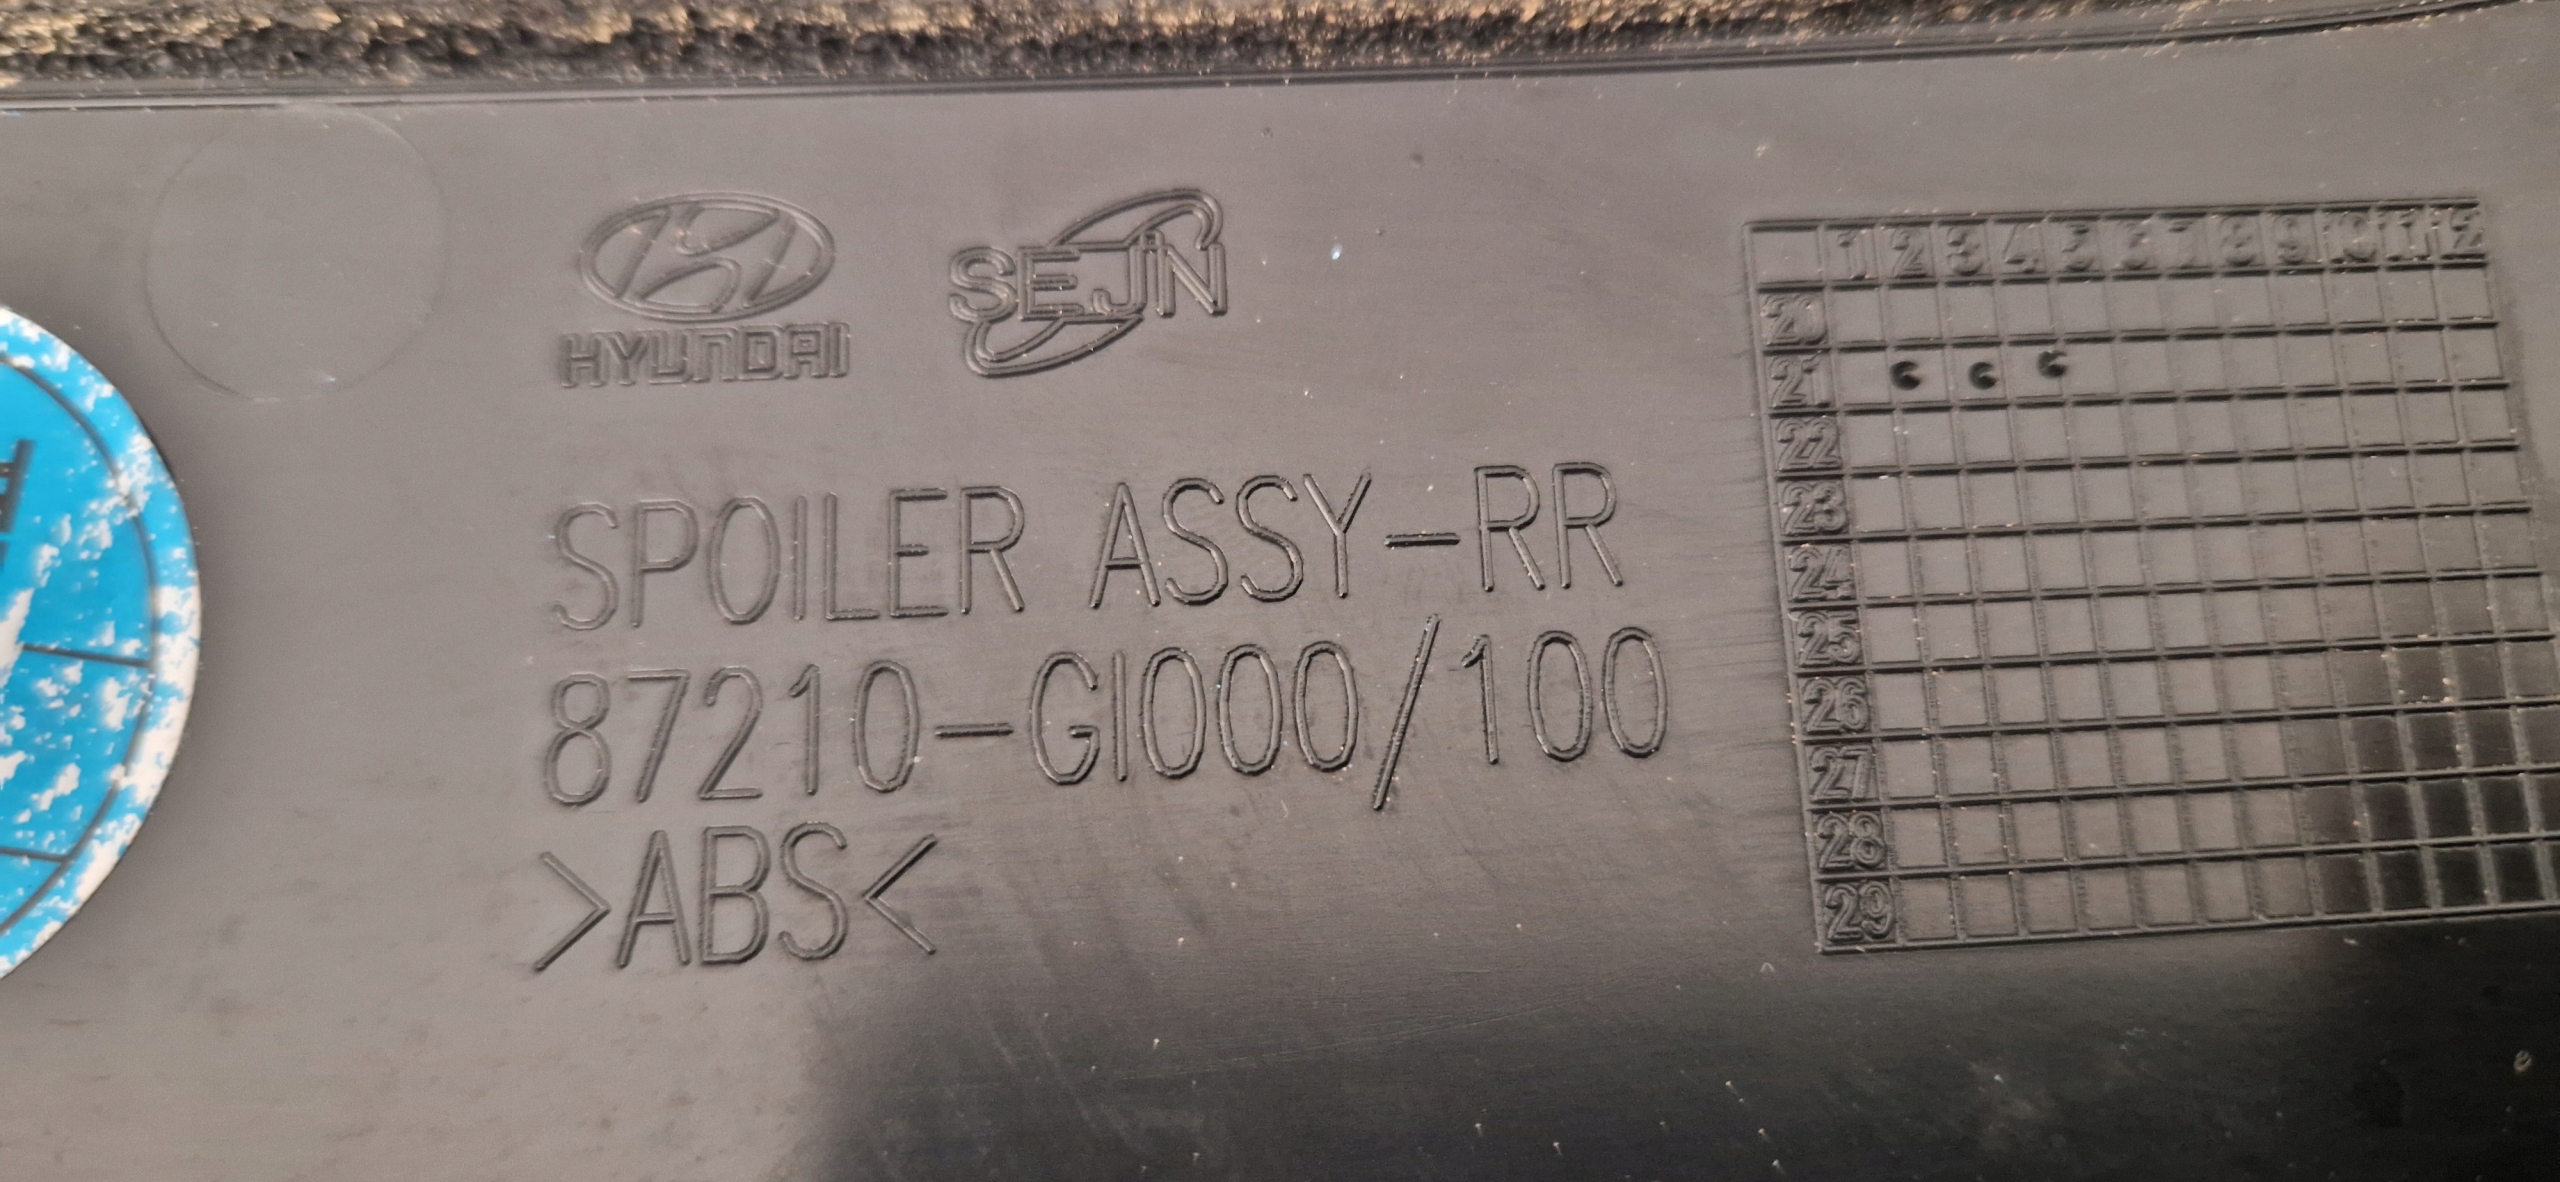 HYUNDAI
SEJIN
SPOILER ASSY-RR
87210-GI000/100
>ABS<
1 2 3 4 5 6 7 8 9 10 11 12
20
21
22
23
24
25
26
27
28
29